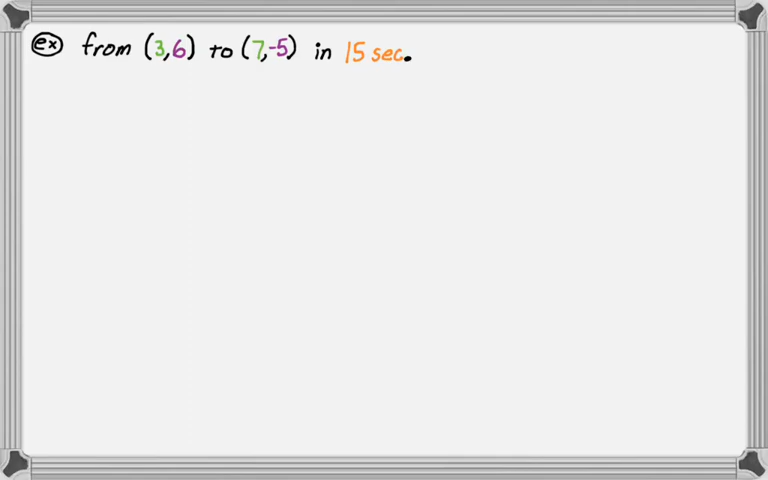 ex from (3,6) to (7,-5) in 15 sec.